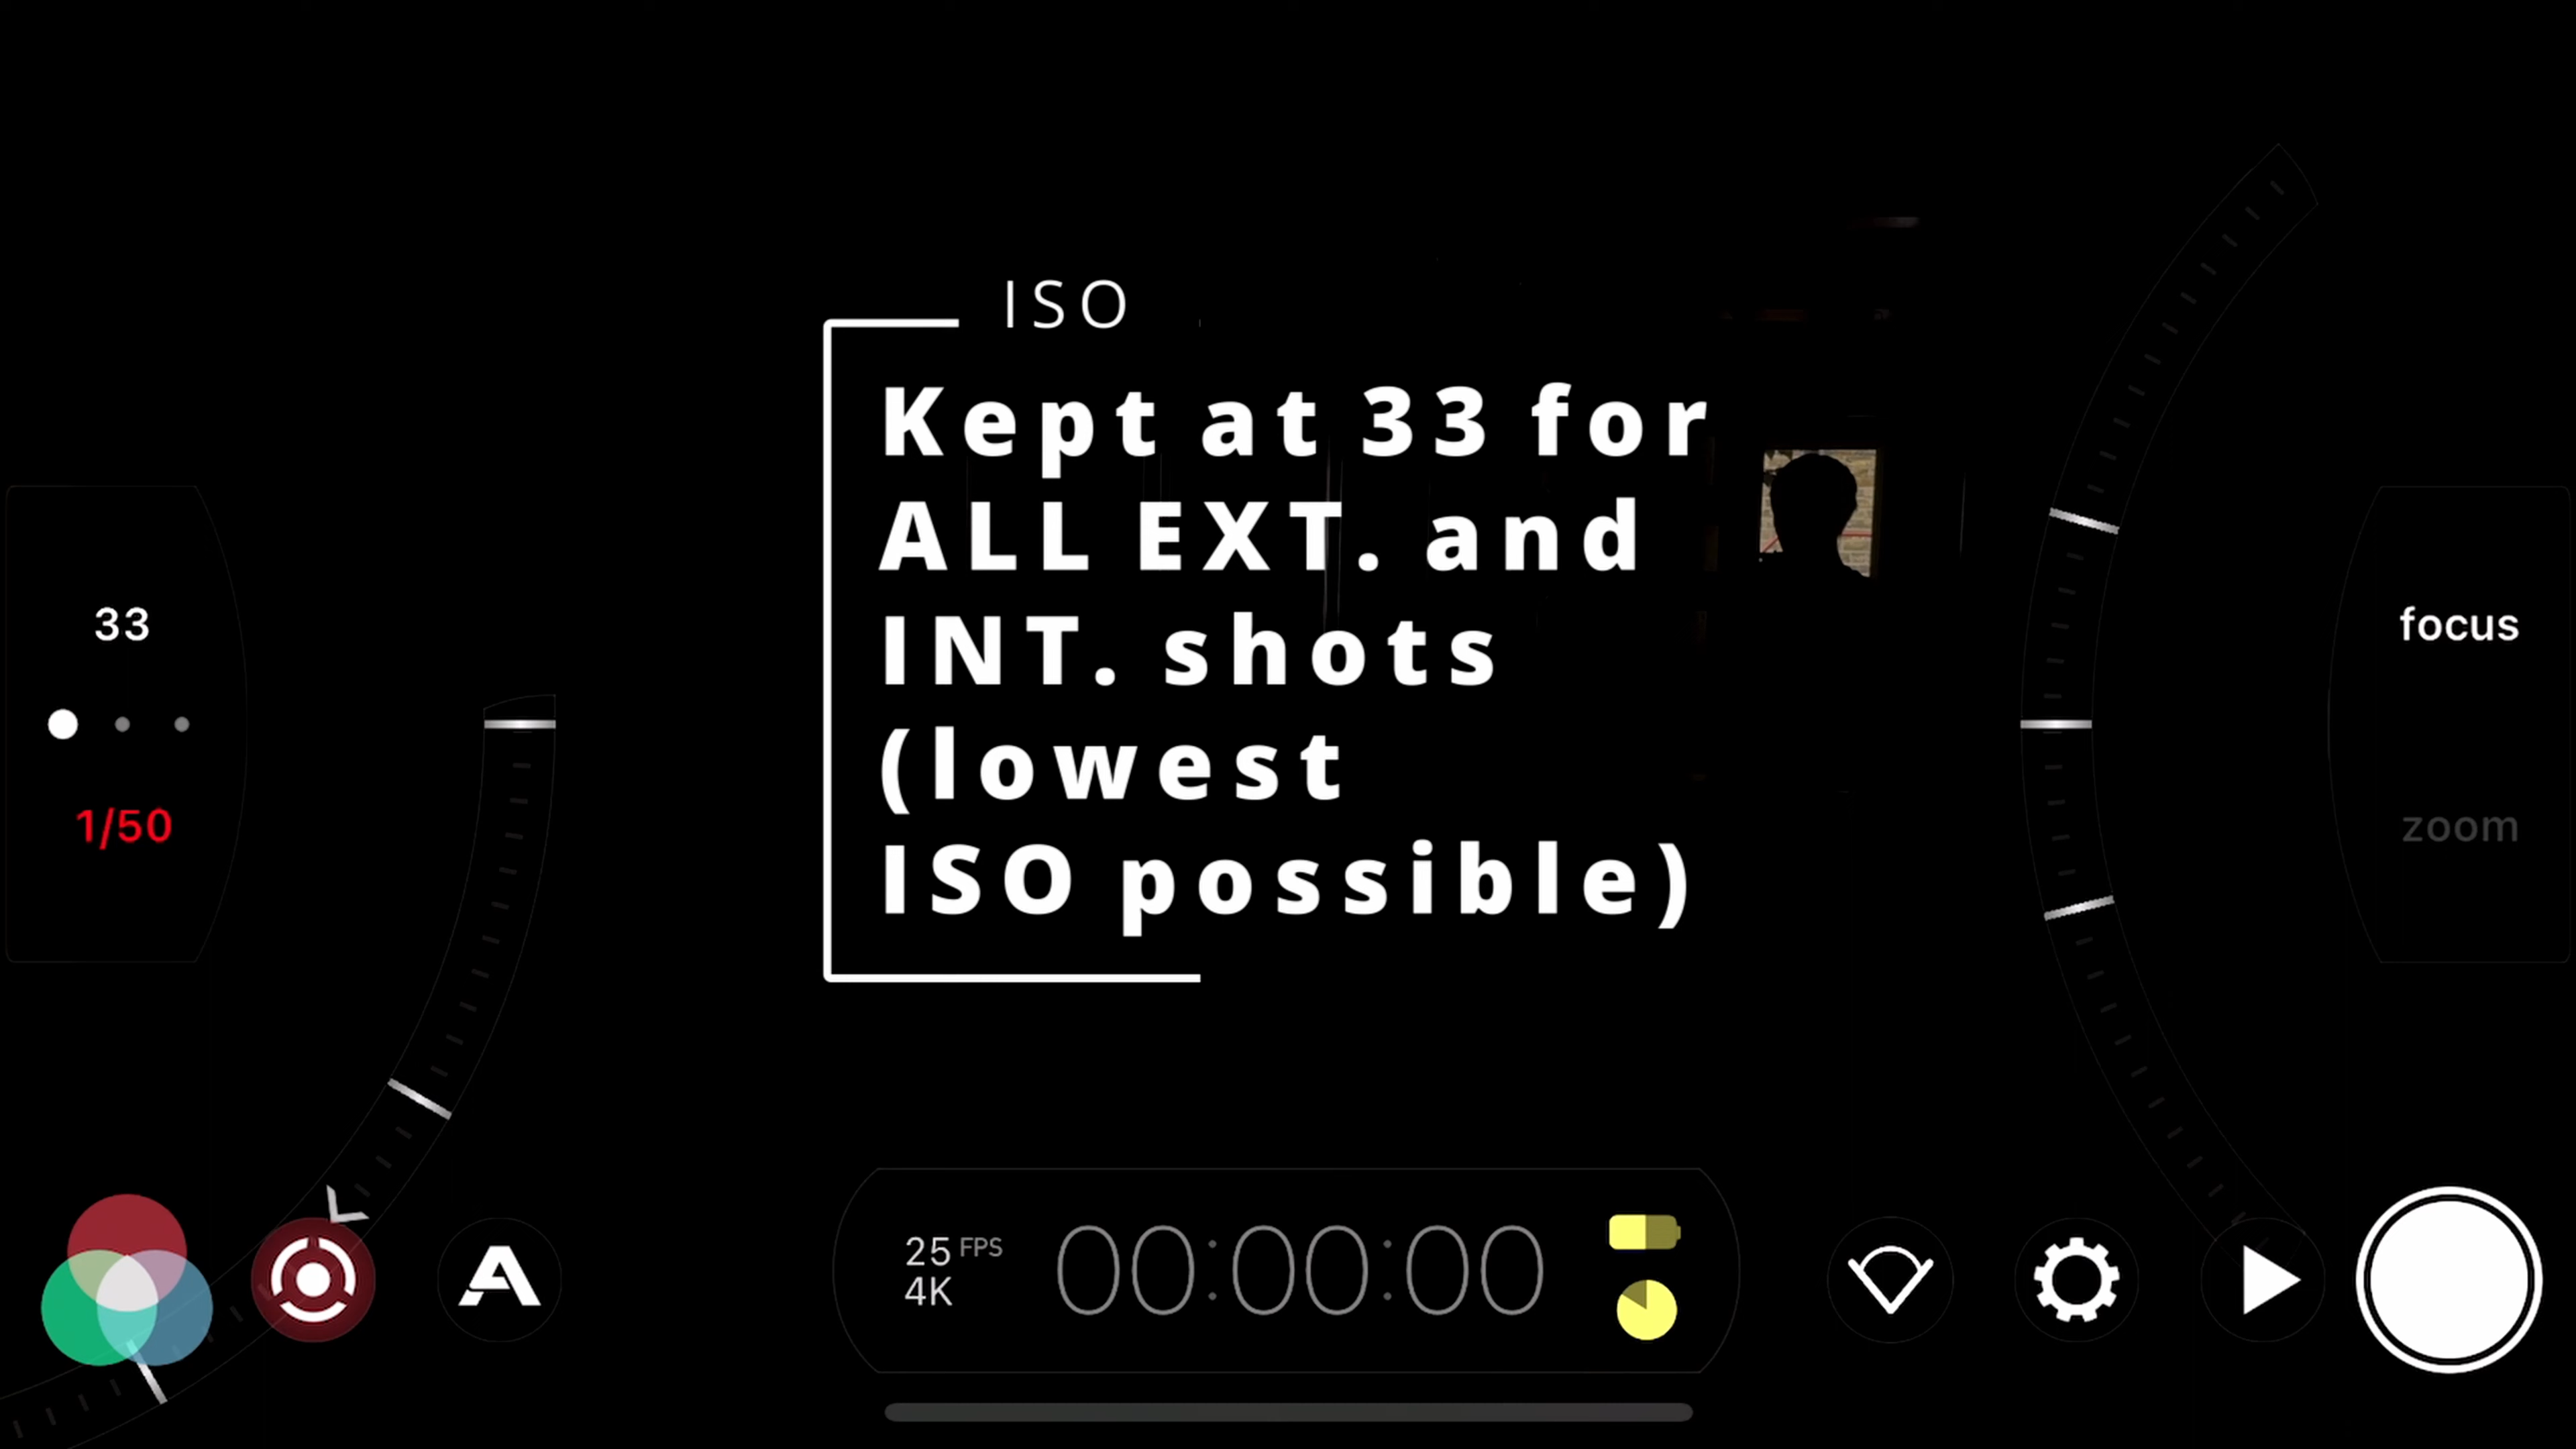 ISO
Kept at 33 for
ALL EXT. and
INT. shots
(lowest
ISO possible)
33
1/50
focus
zoom
25 FPS
4K
00:00:00
A